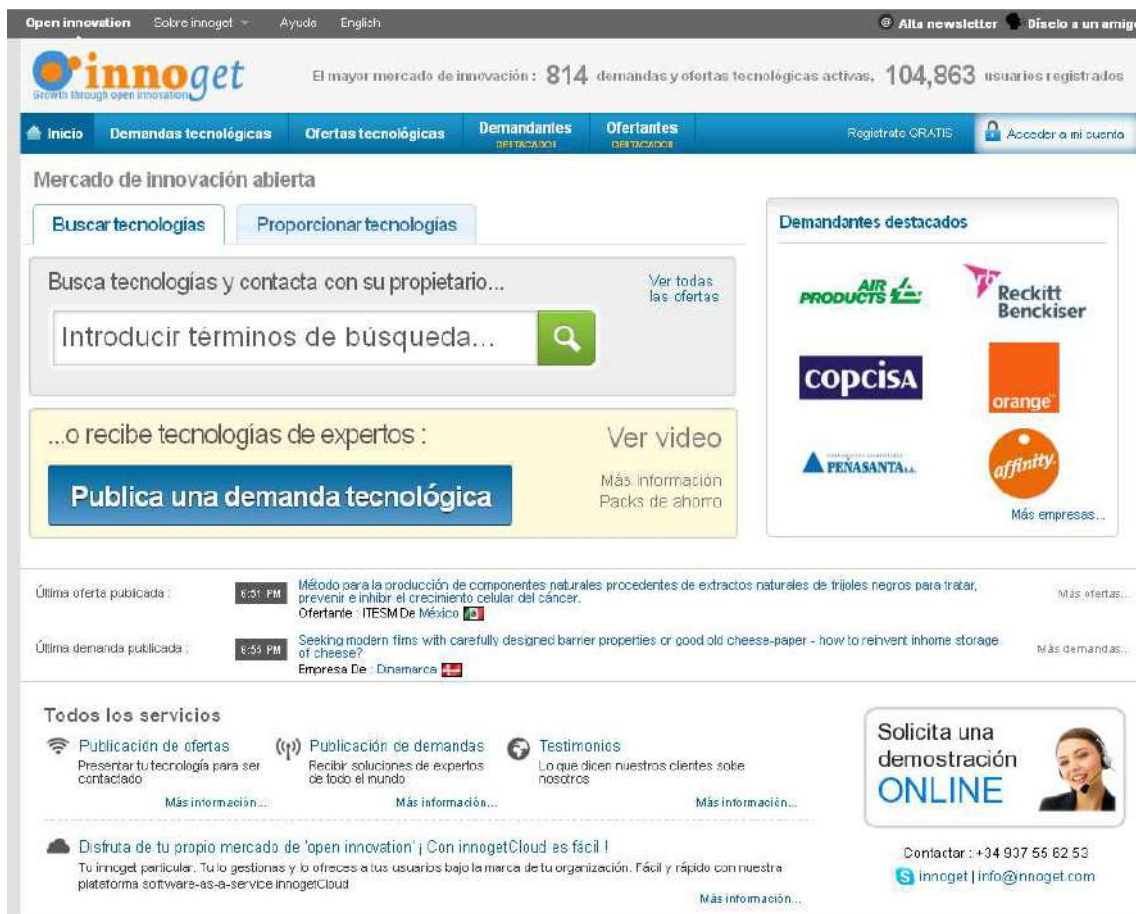 Open innovation Sobre innoget Ayuda English @ Alta newsletter Díselo a un amig
innoget
Growth through open innovation
El mayor mercado de innovación : 814 demandas y ofertas tecnológicas activas, 104,863 usuarios registrados
Inicio Demandas tecnológicas Ofertas tecnológicas Demandantes Ofertantes Registrate GRATIS Acceder a mi cuenta
DESTACADOS DESTACADOS
Mercado de innovación abierta
Buscar tecnologías Proporcionar tecnologías
Busca tecnologías y contacta con su propietario...
Ver todas
las ofertas
Introducir términos de búsqueda...
...o recibe tecnologías de expertos :
Publica una demanda tecnológica
Ver video
Más información
Packs de ahorro
Demandantes destacados
AIR
PRODUCTS
Reckitt
Benckiser
COPCISA
orange
PEÑASANTA S.A.
affinity.
Más empresas...
Última oferta publicada : 6:51 PM Método para la producción de componentes naturales procedentes de extractos naturales de frijoles negros para tratar,
prevenir e inhibir el crecimiento celular del cáncer.
Ofertante : ITESM De México
Más ofertas...
Última demanda publicada : 6:55 PM Seeking modern films with carefully designed barrier properties or good old cheese-paper - how to reinvent inhome storage
of cheese?
Empresa De : Dinamarca
Más demandas...
Todos los servicios
Publicación de ofertas
Presentar tu tecnología para ser
contactado
Más información...
Publicación de demandas
Recibir soluciones de expertos
de todo el mundo
Más información...
Testimonios
Lo que dicen nuestros clientes sobe
nosotros
Más información...
Disfruta de tu propio mercado de 'open innovation' ¡ Con innogetCloud es fácil !
Tu innoget particular. Tu lo gestionas y lo ofreces a tus usuarios bajo la marca de tu organización. Fácil y rápido con nuestra
plataforma software-as-a-service innogetCloud
Más información...
Solicita una
demostración
ONLINE
Contactar : +34 937 55 62 53
innoget | info@innoget.com